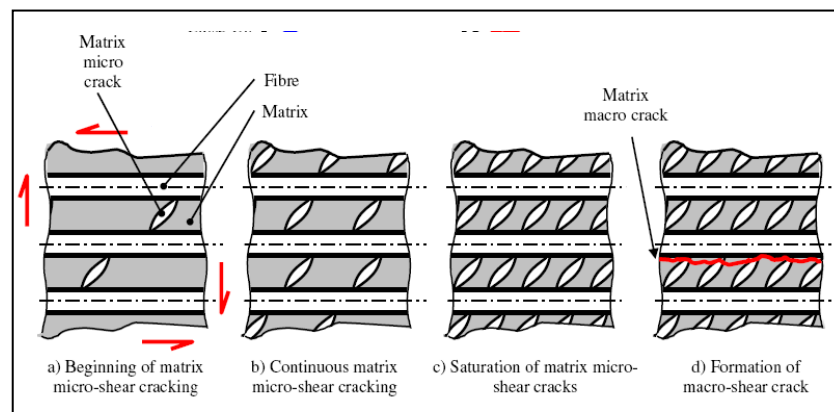 Matrix
micro
crack
Fibre
Matrix
Matrix
macro crack
a) Beginning of matrix
micro-shear cracking
b) Continuous matrix
micro-shear cracking
c) Saturation of matrix micro-
shear cracks
d) Formation of
macro-shear crack